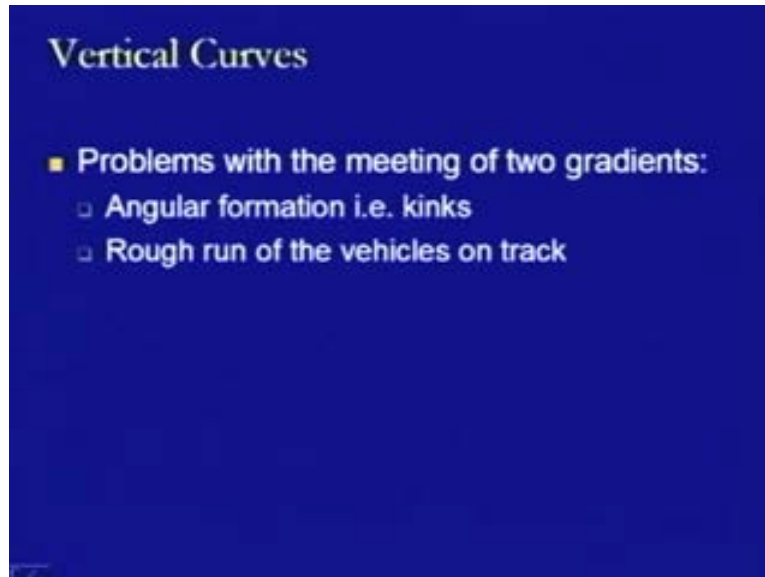 Vertical Curves
Problems with the meeting of two gradients:
Angular formation i.e. kinks
Rough run of the vehicles on track